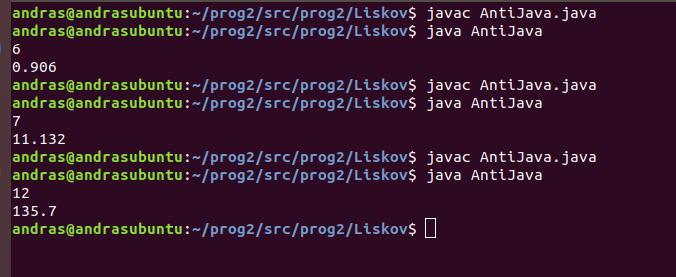 andras@andrasubuntu:~/prog2/src/prog2/Liskov$ javac AntiJava.java
andras@andrasubuntu:~/prog2/src/prog2/Liskov$ java AntiJava
6
0.906
andras@andrasubuntu:~/prog2/src/prog2/Liskov$ javac AntiJava.java
andras@andrasubuntu:~/prog2/src/prog2/Liskov$ java AntiJava
7
11.132
andras@andrasubuntu:~/prog2/src/prog2/Liskov$ javac AntiJava.java
andras@andrasubuntu:~/prog2/src/prog2/Liskov$ java AntiJava
12
135.7
andras@andrasubuntu:~/prog2/src/prog2/Liskov$